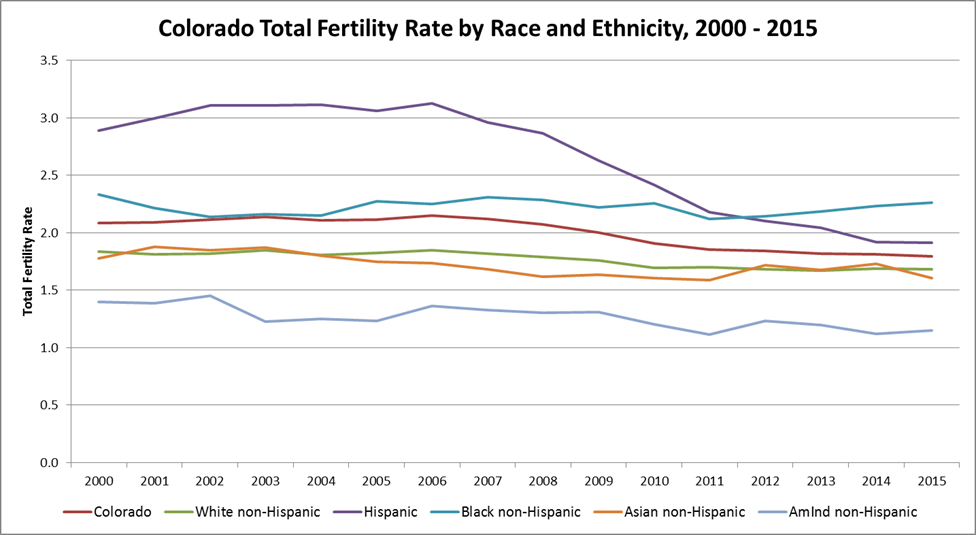 Colorado Total Fertility Rate by Race and Ethnicity, 2000 - 2015
3.5
3.0
2.5
2.0
1.5
1.0
0.5
0.0
Total Fertility Rate
2000 2001 2002 2003 2004 2005 2006 2007 2008 2009 2010 2011 2012 2013 2014 2015
Colorado White non-Hispanic Hispanic Black non-Hispanic Asian non-Hispanic AmInd non-Hispanic